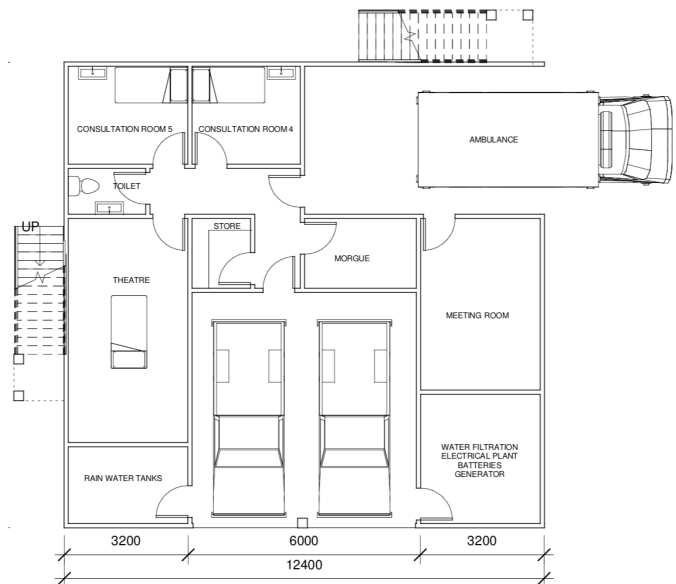 CONSULTATION ROOM 5
CONSULTATION ROOM 4
AMBULANCE
TOILET
UP
STORE
MORGUE
THEATRE
MEETING ROOM
WATER FILTRATION
ELECTRICAL PLANT
BATTERIES
GENERATOR
RAIN WATER TANKS
3200
6000
3200
12400